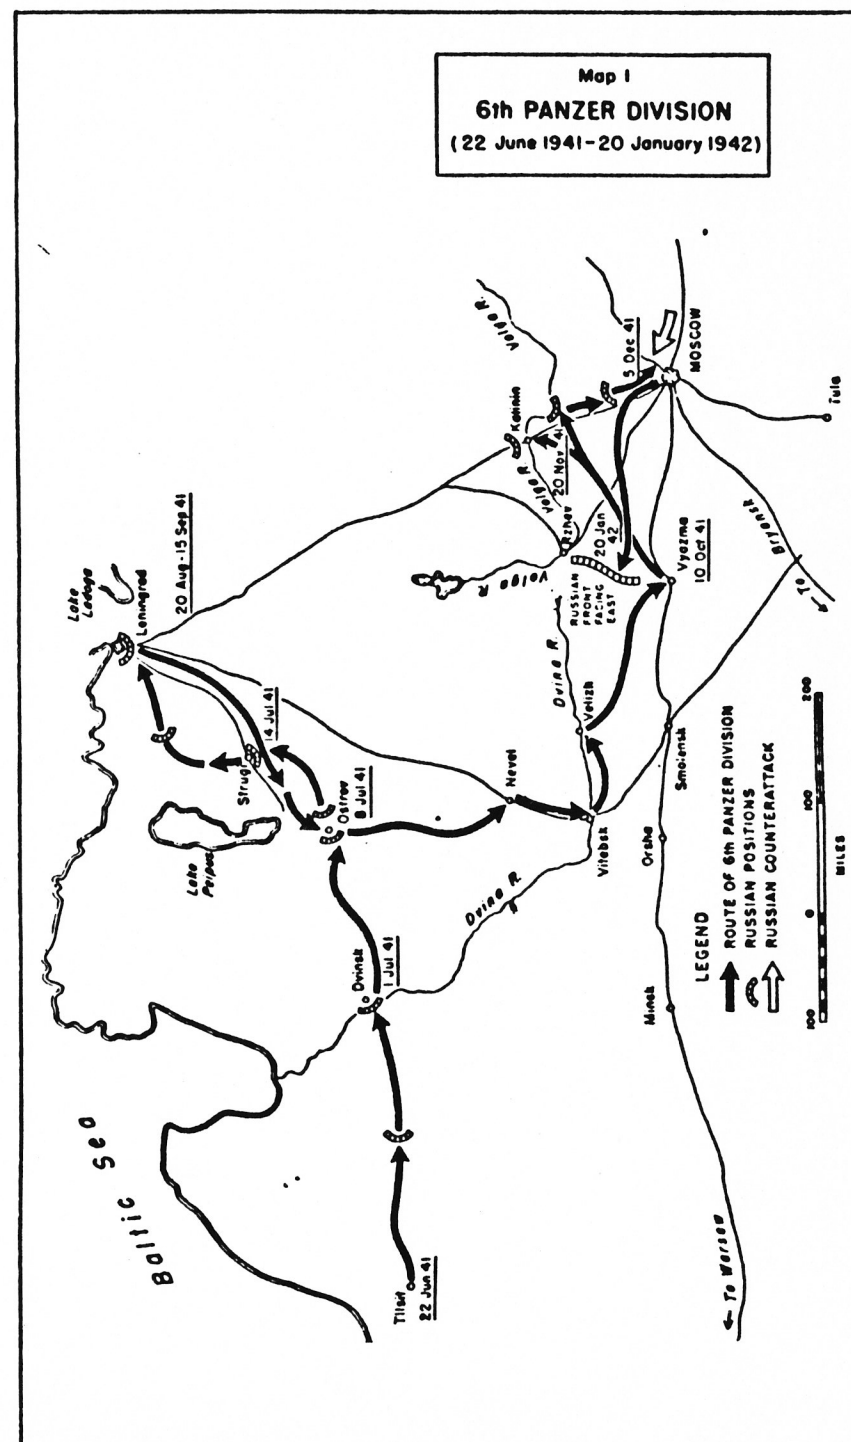 Map 1
6th PANZER DIVISION
(22 June 1941-20 January 1942)
Baltic Sea
Tilsit
22 Jun 41
Dvinsk
1 Jul 41
Dvina R.
Lake
Peipus
Ostrov
8 Jul 41
Strugi
14 Jul 41
Lake
Ladoga
Leningrad
20 Aug-15 Sep 41
Nevel
Vitebsk
Velizh
Dvina R.
Volga R.
RUSSIAN
FRONT
FACING
EAST
Rzhev
20 Jan
42
Volga R.
20 Nov 41
Kalinin
Volga R.
5 Dec 41
MOSCOW
Tula
Vyazma
10 Oct 41
To Bryansk
Smolensk
Orsha
Minsk
To Warsaw
LEGEND
ROUTE OF 6th PANZER DIVISION
RUSSIAN POSITIONS
RUSSIAN COUNTERATTACK
100
0
100
200
MILES